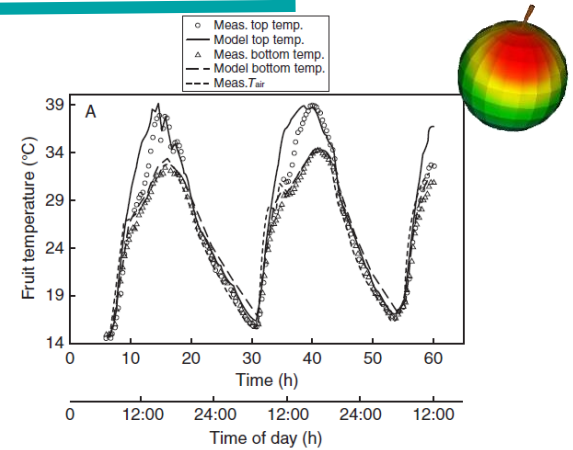 Meas. top temp.
Model top temp.
Meas. bottom temp.
Model bottom temp.
Meas.Tair
A
39
34
29
24
19
14
Fruit temperature (°C)
0 10 20 30 40 50 60
Time (h)
0 12:00 24:00 12:00 24:00 12:00
Time of day (h)